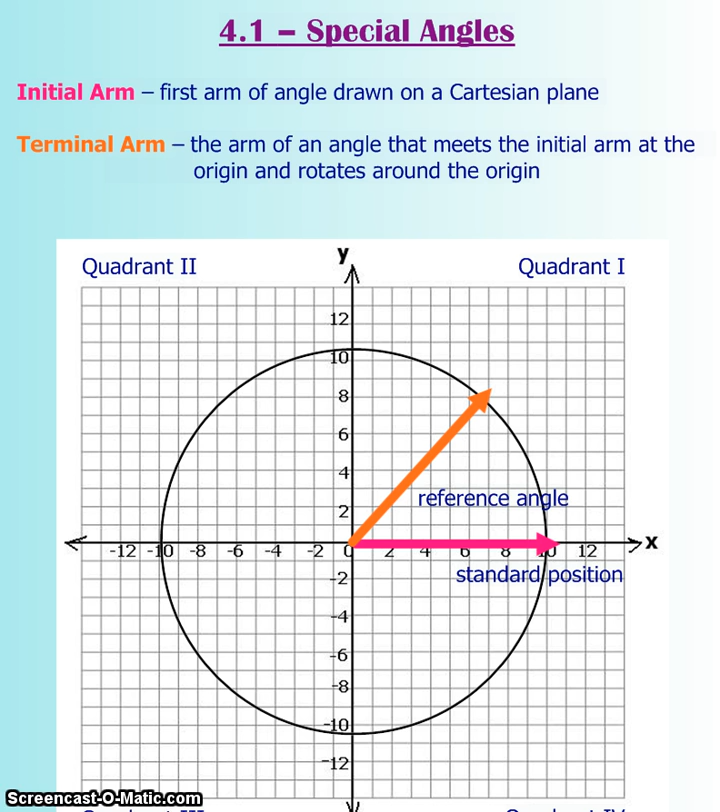 4.1 – Special Angles
Initial Arm – first arm of angle drawn on a Cartesian plane
Terminal Arm – the arm of an angle that meets the initial arm at the
origin and rotates around the origin
y
Quadrant II Quadrant I
12
10
8
6
4
reference angle
2
-12 -10 -8 -6 -4 -2 0 2 4 6 8 10 12 x
-2 standard position
-4
-6
-8
-10
-12
Screencast-O-Matic.com